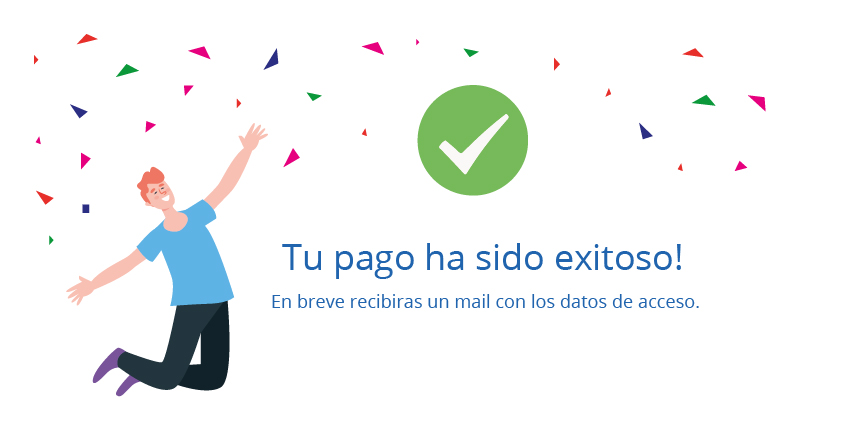 Tu pago ha sido exitoso!
En breve recibiras un mail con los datos de acceso.